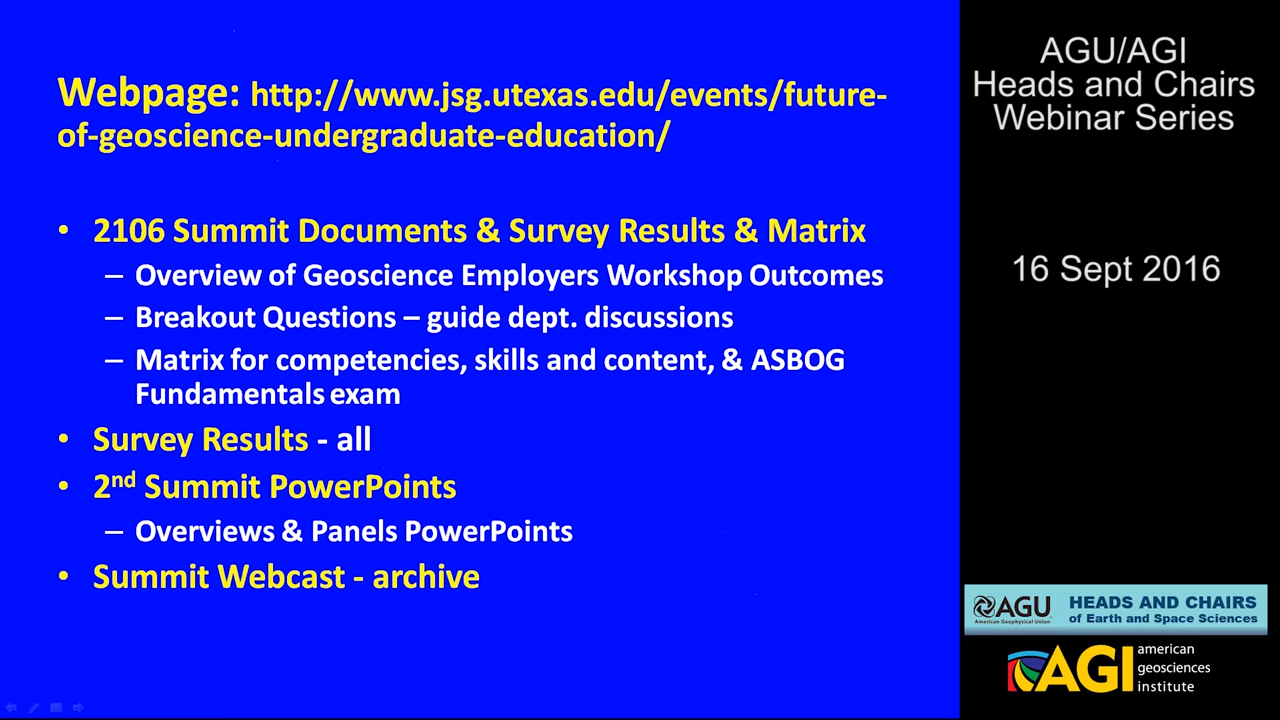 Webpage: http://www.jsg.utexas.edu/events/future-
of-geoscience-undergraduate-education/
• 2106 Summit Documents & Survey Results & Matrix
– Overview of Geoscience Employers Workshop Outcomes
– Breakout Questions – guide dept. discussions
– Matrix for competencies, skills and content, & ASBOG
Fundamentals exam
• Survey Results - all
• 2nd Summit PowerPoints
– Overviews & Panels PowerPoints
• Summit Webcast - archive
AGU/AGI
Heads and Chairs
Webinar Series
16 Sept 2016
AGU
American Geophysical Union
HEADS AND CHAIRS
of Earth and Space Sciences
AGI
american
geosciences
institute